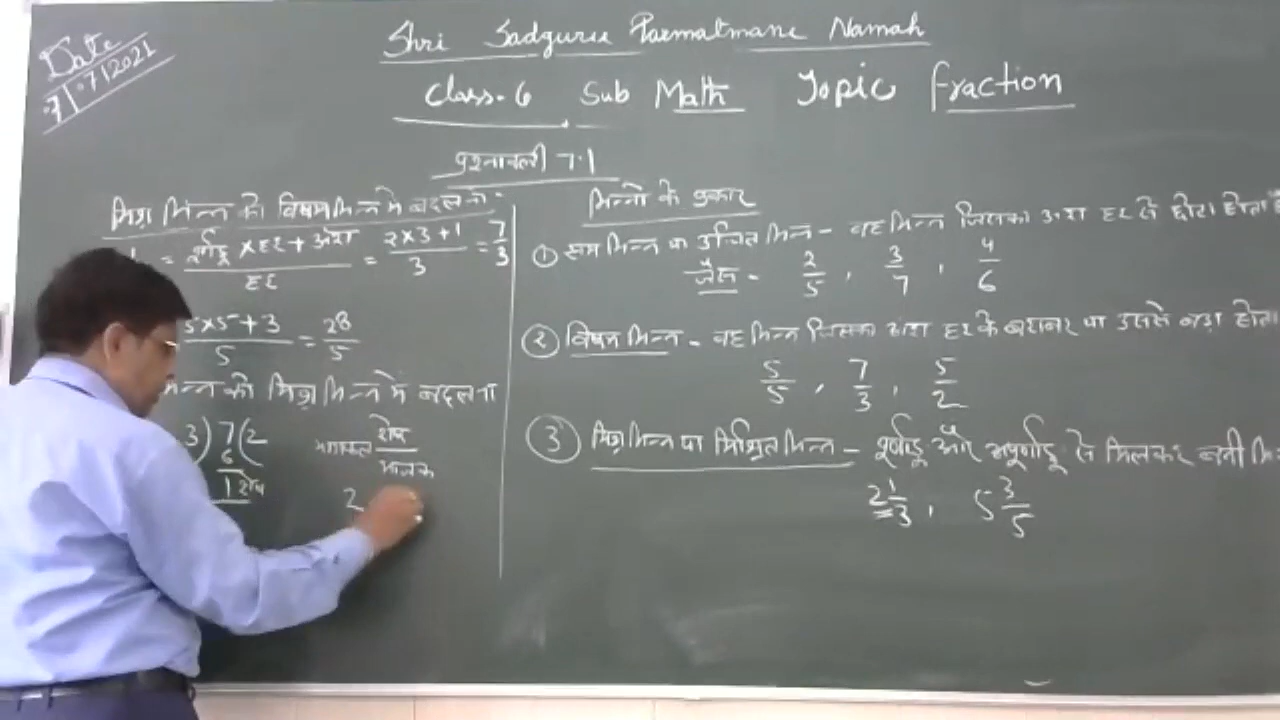 Date
7/07/2021
Shri Sadguru Parmatmane Namah
Class-6 Sub Math Topic fraction
प्रश्नावली 7.1
मिश्र भिन्न को विषम भिन्न में बदलना-
= पूर्णाङ्क × हर + अंश / हर = 2×3+1 / 3 = 7/3
5×5+3 / 5 = 28/5
भिन्न को मिश्र भिन्न में बदलना
3)7(2
6
1 शेष
भागफल शेष / भाजक
2
भिन्नो के प्रकार
① सम भिन्न या उचित भिन्न - वह भिन्न जिसका अंश हर से छोटा होता है
जैसे - 2/5, 3/7, 4/6
② विषम भिन्न - वह भिन्न जिसका अंश हर के बराबर या उससे बड़ा होता
5/5, 7/3, 5/2
③ मिश्र भिन्न या मिश्रित भिन्न - पूर्णाङ्क और अपूर्णाङ्क से मिलकर बनी
2 1/3, 5 3/5